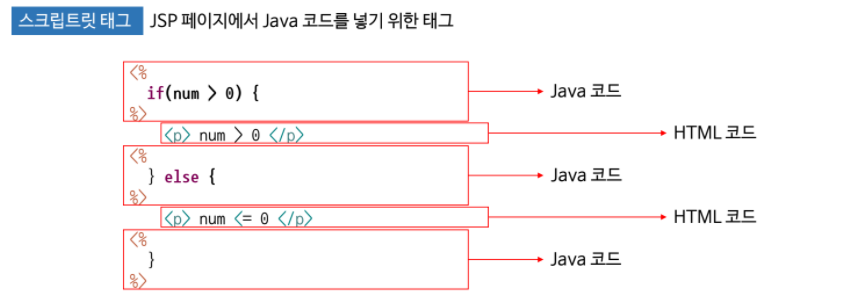 스크립트릿 태그 JSP 페이지에서 Java 코드를 넣기 위한 태그
<%
if(num > 0) { Java 코드
%>
<p> num > 0 </p> HTML 코드
<%
} else { Java 코드
%>
<p> num <= 0 </p> HTML 코드
<%
} Java 코드
%>